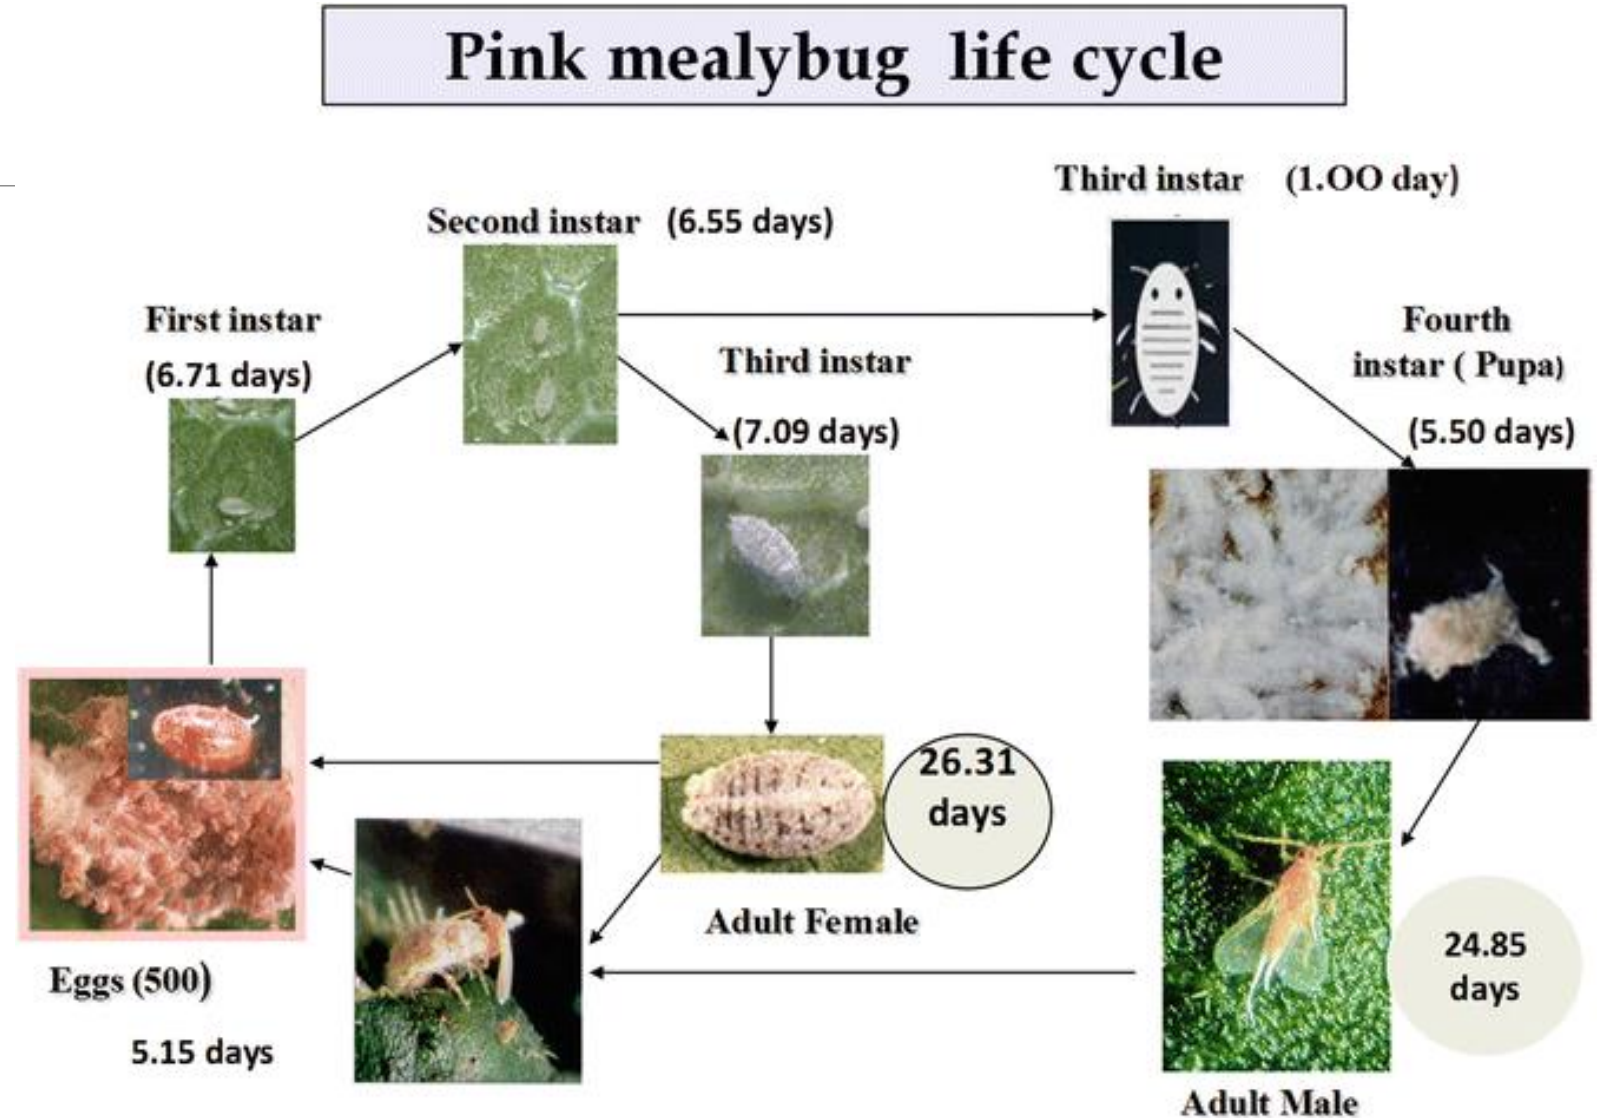 Pink mealybug life cycle
Third instar (1.OO day)
Second instar (6.55 days)
First instar
(6.71 days)
Third instar
(7.09 days)
Fourth
instar ( Pupa)
(5.50 days)
26.31
days
Adult Female
24.85
days
Eggs (500)
5.15 days
Adult Male